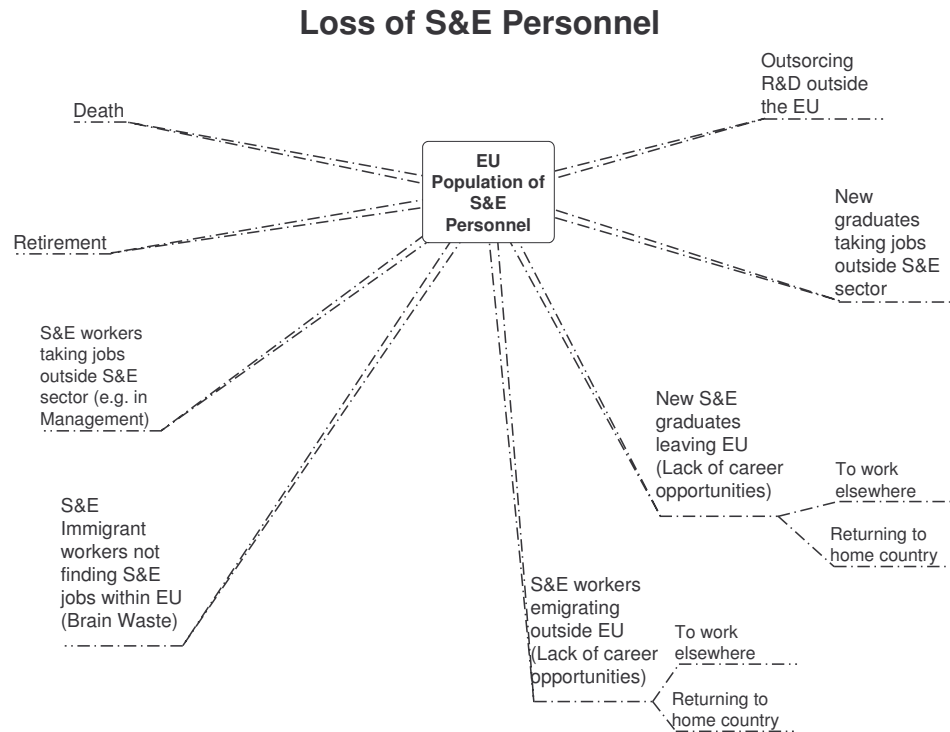 Loss of S&E Personnel
Death
Outsorcing
R&D outside
the EU
EU
Population of
S&E
Personnel
Retirement
New
graduates
taking jobs
outside S&E
sector
S&E workers
taking jobs
outside S&E
sector (e.g. in
Management)
New S&E
graduates
leaving EU
(Lack of career
opportunities)
To work
elsewhere
Returning to
home country
S&E
Immigrant
workers not
finding S&E
jobs within EU
(Brain Waste)
S&E workers
emigrating
outside EU
(Lack of career
opportunities)
To work
elsewhere
Returning to
home country